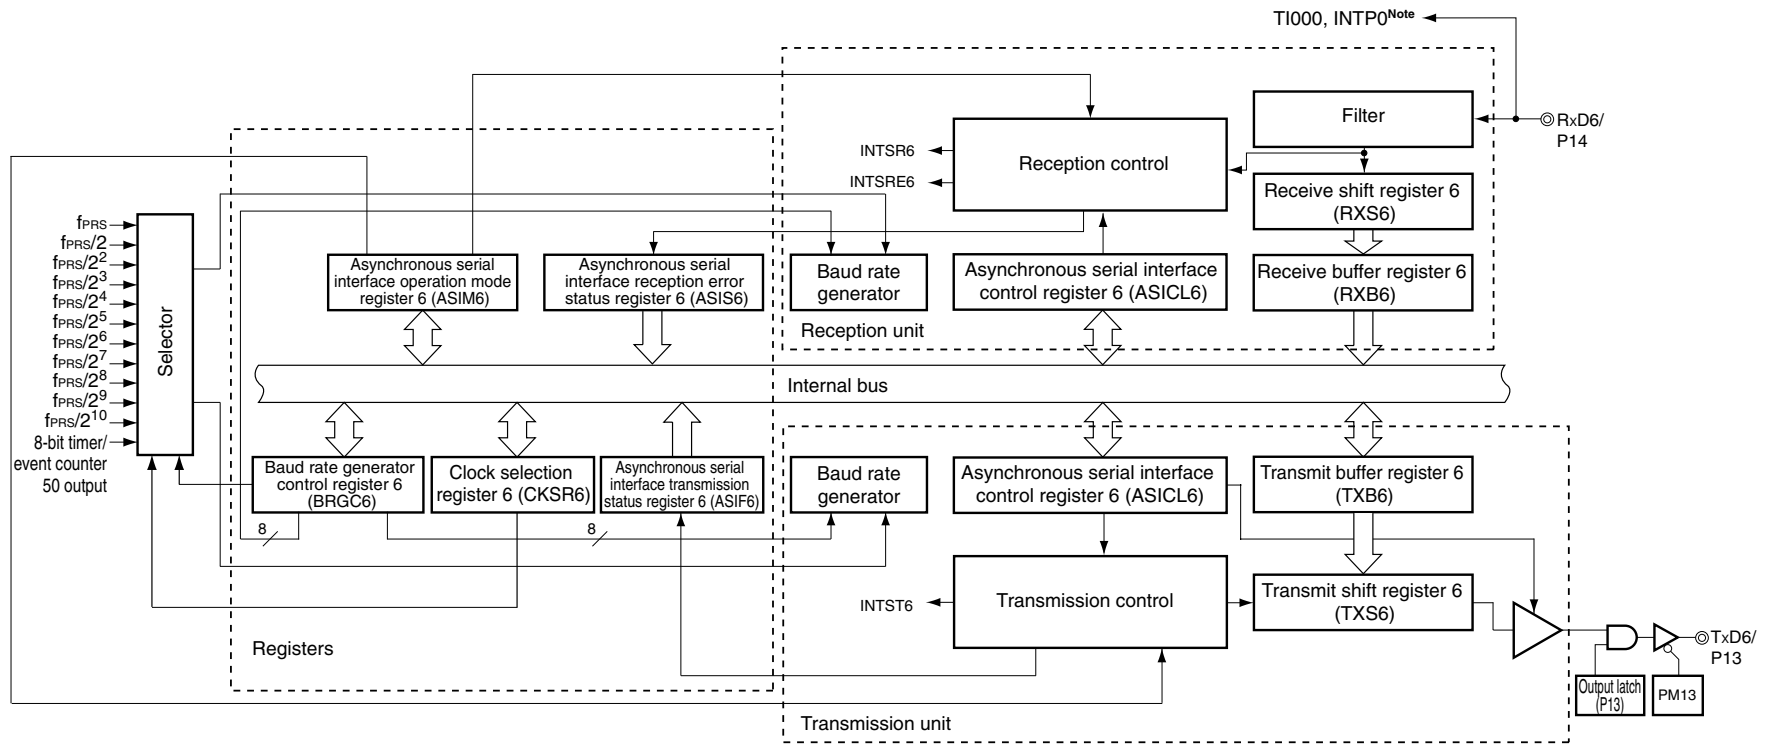 TI000, INTP0Note
Filter
RxD6/
P14
Reception control
INTSR6
INTSRE6
Receive shift register 6
(RXS6)
fPRS
fPRS/2
fPRS/2²
fPRS/2³
fPRS/2⁴
fPRS/2⁵
fPRS/2⁶
fPRS/2⁷
fPRS/2⁸
fPRS/2⁹
fPRS/2¹⁰
8-bit timer/
event counter
50 output
Selector
Asynchronous serial
interface operation mode
register 6 (ASIM6)
Asynchronous serial
interface reception error
status register 6 (ASIS6)
Baud rate
generator
Asynchronous serial interface
control register 6 (ASICL6)
Receive buffer register 6
(RXB6)
Reception unit
Internal bus
Baud rate generator
control register 6
(BRGC6)
Clock selection
register 6 (CKSR6)
Asynchronous serial
interface transmission
status register 6 (ASIF6)
Baud rate
generator
Asynchronous serial interface
control register 6 (ASICL6)
Transmit buffer register 6
(TXB6)
8
8
INTST6
Transmission control
Transmit shift register 6
(TXS6)
Registers
TxD6/
P13
Output latch
(P13)
PM13
Transmission unit